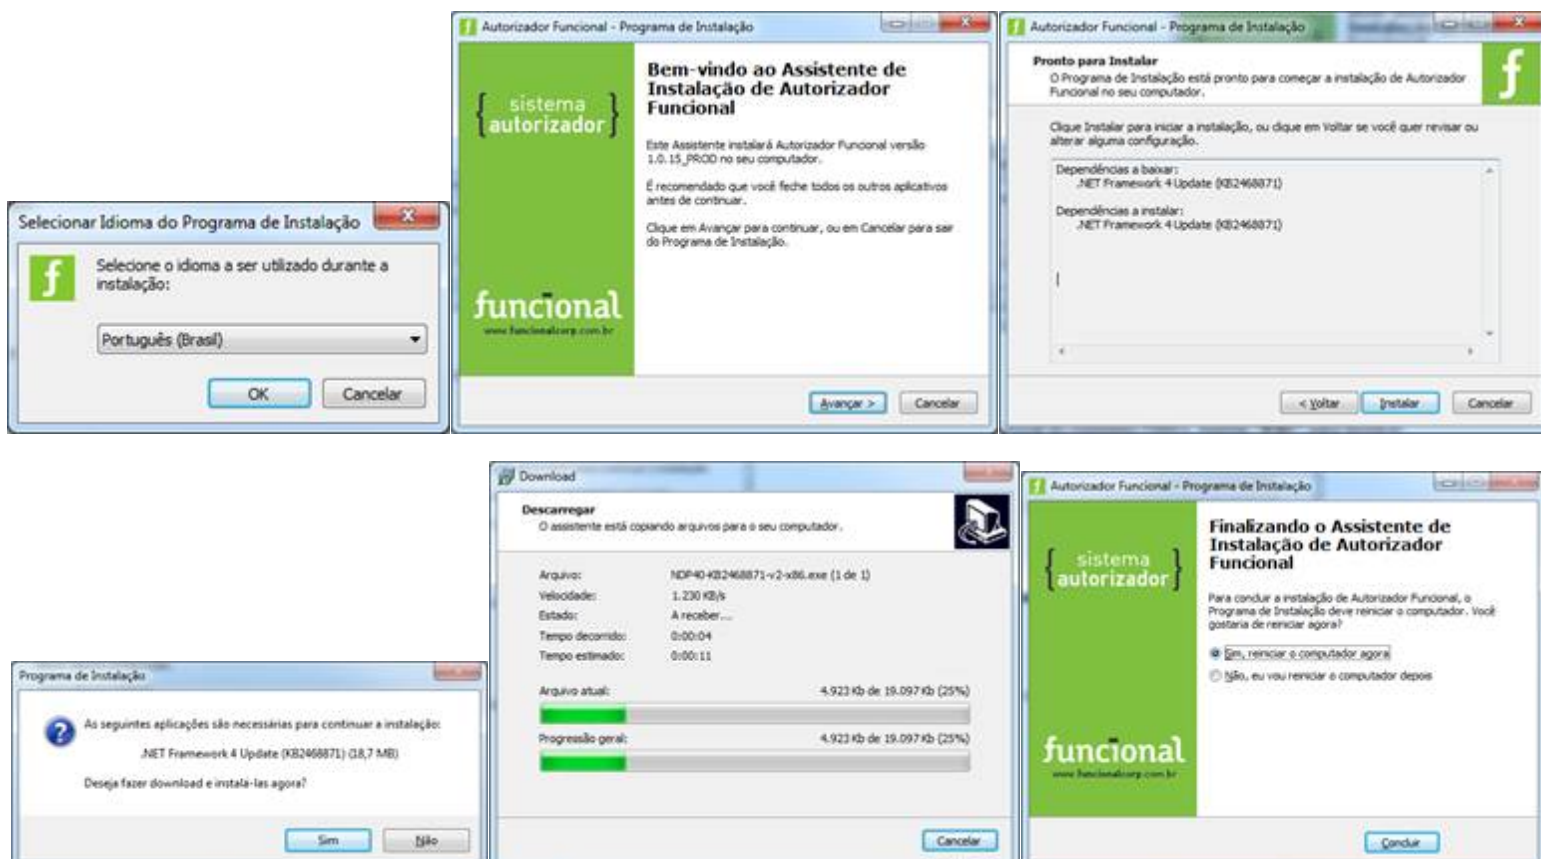 Selecionar Idioma do Programa de Instalação
Selecione o idioma a ser utilizado durante a
instalação:
Português (Brasil)
OK
Cancelar
Autorizador Funcional - Programa de Instalação
{ sistema
autorizador }
funcional
www.funcionalcorp.com.br
Bem-vindo ao Assistente de
Instalação de Autorizador
Funcional
Este Assistente instalará Autorizador Funcional versão
1.0.15_PROD no seu computador.
É recomendado que você feche todos os outros aplicativos
antes de continuar.
Clique em Avançar para continuar, ou em Cancelar para sair
do Programa de Instalação.
Avançar >
Cancelar
Autorizador Funcional - Programa de Instalação
Pronto para Instalar
O Programa de Instalação está pronto para começar a instalação de Autorizador
Funcional no seu computador.
f
Clique Instalar para iniciar a instalação, ou clique em Voltar se você quer revisar ou
alterar alguma configuração.
Dependências a baixar:
.NET Framework 4 Update (KB2468871)
Dependências a instalar:
.NET Framework 4 Update (KB2468871)
< Voltar
Instalar
Cancelar
Programa de Instalação
As seguintes aplicações são necessárias para continuar a instalação:
.NET Framework 4 Update (KB2468871) (18,7 MB)
Deseja fazer download e instala-las agora?
Sim
Não
Download
Descarregar
O assistente está copiando arquivos para o seu computador.
Arquivo: NDP40-KB2468871-v2-x86.exe (1 de 1)
Velocidade: 1.230 KB/s
Estado: A receber...
Tempo decorrido: 0:00:04
Tempo estimado: 0:00:11
Arquivo atual: 4.923 Kb de 19.097 Kb (25%)
Progressão geral: 4.923 Kb de 19.097 Kb (25%)
Cancelar
Autorizador Funcional - Programa de Instalação
{ sistema
autorizador }
funcional
www.funcionalcorp.com.br
Finalizando o Assistente de
Instalação de Autorizador
Funcional
Para concluir a instalação de Autorizador Funcional, o
Programa de Instalação deve reiniciar o computador. Você
gostaria de reiniciar agora?
Sim, reiniciar o computador agora
Não, eu vou reiniciar o computador depois
Concluir